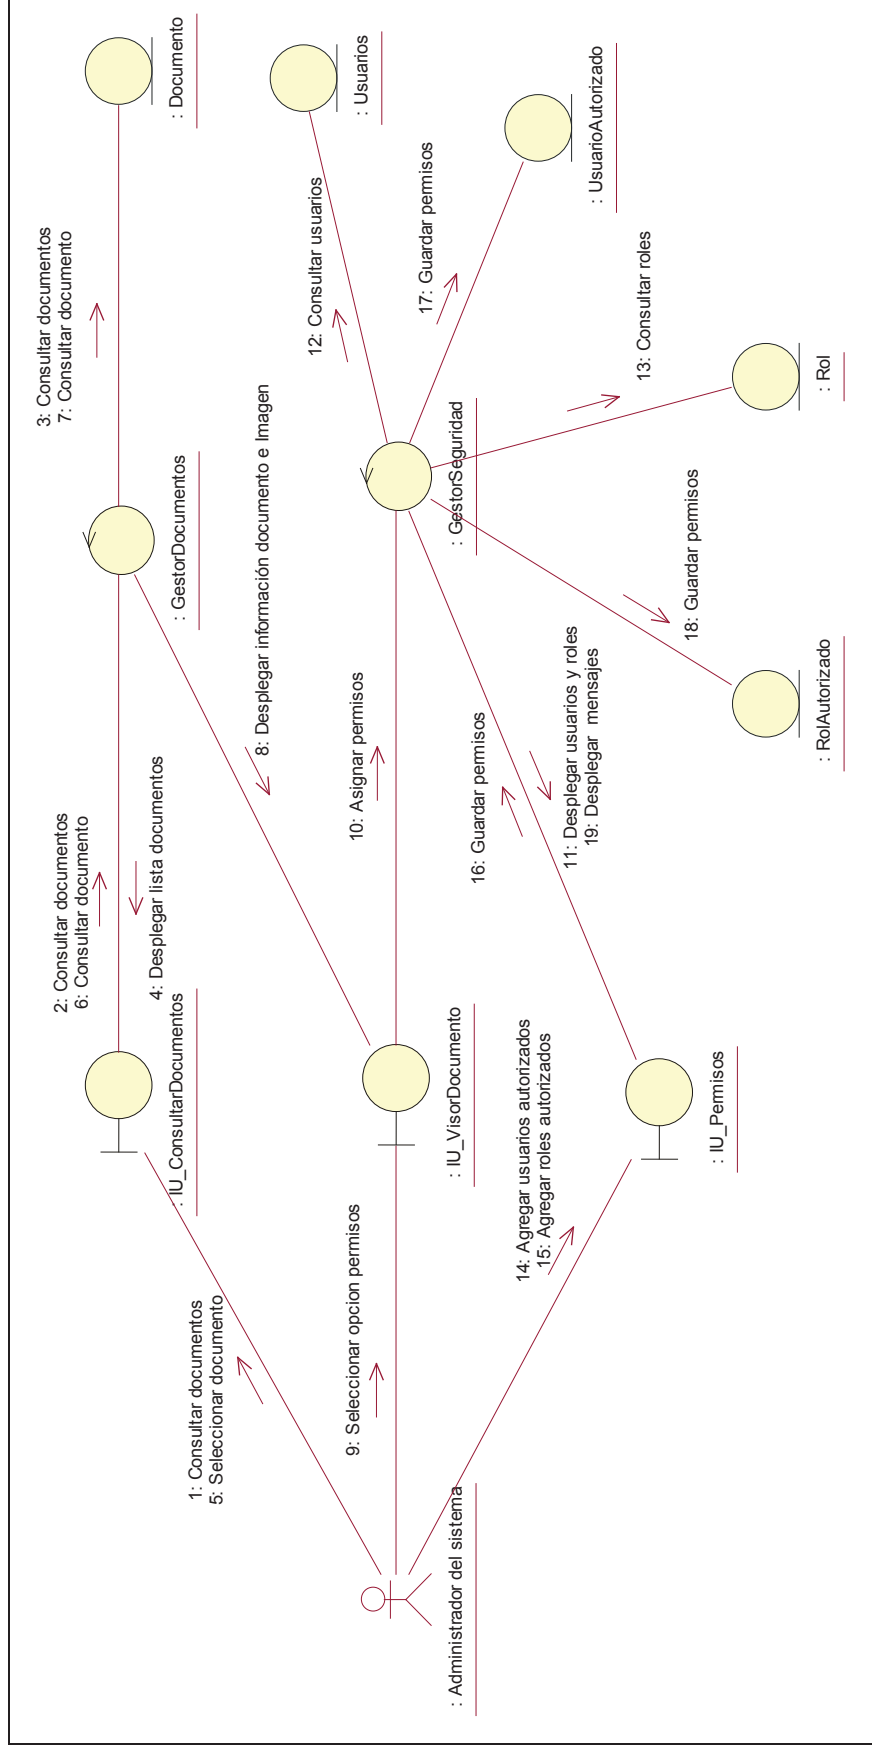 1: Consultar documentos
5: Seleccionar documento
2: Consultar documentos
6: Consultar documento
4: Desplegar lista documentos
3: Consultar documentos
7: Consultar documento
: IU_ConsultarDocumentos
: GestorDocumentos
: Documento
8: Desplegar información documento e Imagen
12: Consultar usuarios
: Usuarios
9: Seleccionar opcion permisos
10: Asignar permisos
17: Guardar permisos
: Administrador del sistema
: IU_VisorDocumento
: GestorSeguridad
: UsuarioAutorizado
16: Guardar permisos
14: Agregar usuarios autorizados
15: Agregar roles autorizados
11: Desplegar usuarios y roles
19: Desplegar mensajes
13: Consultar roles
18: Guardar permisos
: IU_Permisos
: RolAutorizado
: Rol